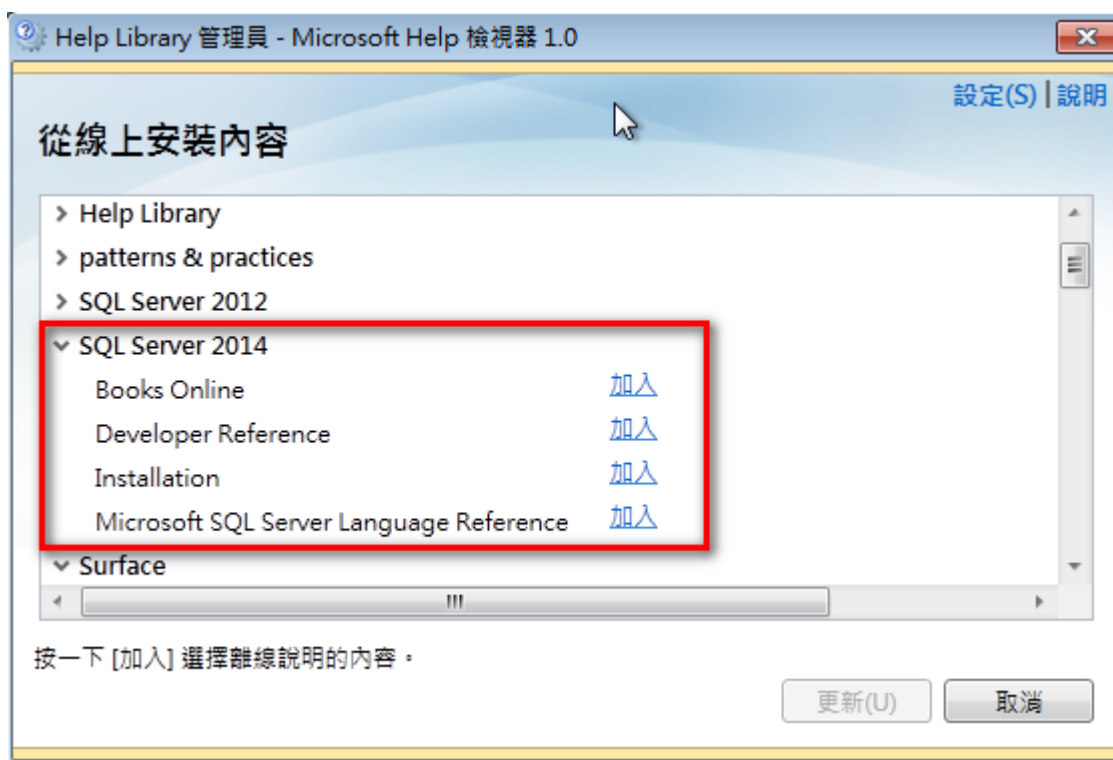 Help Library 管理員 - Microsoft Help 檢視器 1.0
設定(S) | 說明
從線上安裝內容
Help Library
patterns & practices
SQL Server 2012
SQL Server 2014
Books Online 加入
Developer Reference 加入
Installation 加入
Microsoft SQL Server Language Reference 加入
Surface
按一下 [加入] 選擇離線說明的內容。
更新(U) 取消